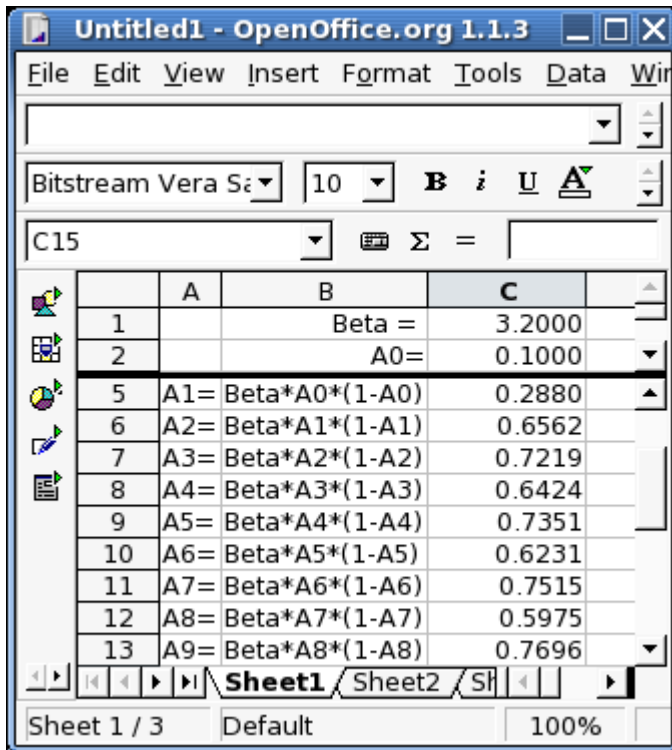 Untitled1 - OpenOffice.org 1.1.3
File Edit View Insert Format Tools Data Wi
Bitstream Vera Sa 10 B i U A
C15 Σ =
A B C
1 Beta = 3.2000
2 A0= 0.1000
5 A1= Beta*A0*(1-A0) 0.2880
6 A2= Beta*A1*(1-A1) 0.6562
7 A3= Beta*A2*(1-A2) 0.7219
8 A4= Beta*A3*(1-A3) 0.6424
9 A5= Beta*A4*(1-A4) 0.7351
10 A6= Beta*A5*(1-A5) 0.6231
11 A7= Beta*A6*(1-A6) 0.7515
12 A8= Beta*A7*(1-A7) 0.5975
13 A9= Beta*A8*(1-A8) 0.7696
Sheet1 Sheet2 Sh
Sheet 1 / 3 Default 100%